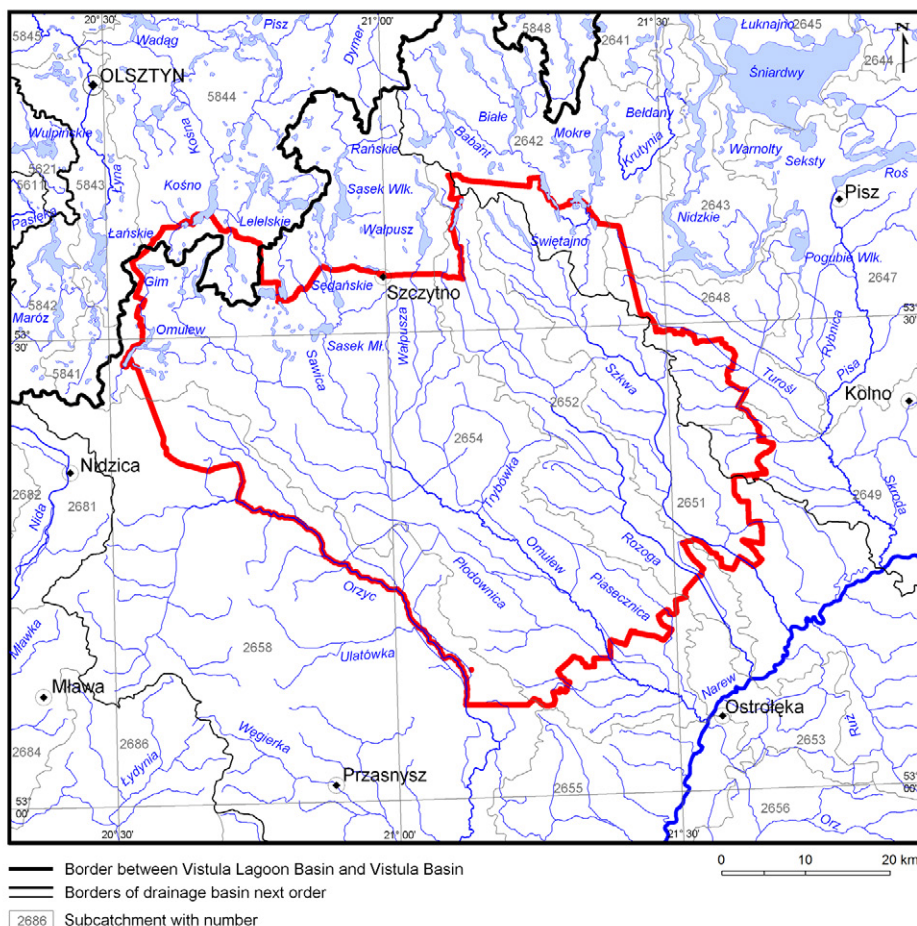 20° 30'
21° 00'
21° 30'
Pisz
Łuknajno
2645
5845
Wadąg
Dymer
5848
2641
2644
OLSZTYN
5844
Śniardwy
Białe
Bełdany
Wulpińskie
Kośna
Rańskie
Babant
2642
Mokre
Krutynia
Warnołty
Seksty
5621
5611
5843
Łyna
Roś
Kośno
Sasek Wlk.
Pisz
Pasłęka
Lelelskie
Wałpusz
Nidzkie
2643
Łańskie
Świętajno
Pogubie Wlk.
Gim
Sędańskie
Szczytno
2647
5842
2648
Maróz
Omulew
53° 30'
53° 30'
Sasek Mł.
Wałpusza
Rybnica
5841
Sawica
Szkwa
Pisa
Turośl
Kolno
2652
Nidzica
2654
2682
2681
Trybówka
2651
2649
Skroda
Nida
Omulew
Rozoga
Płodownica
Piasecznica
Orzyc
Mławka
2658
Ulatówka
Narew
Mława
Ostrołęka
Ruż
Węgierka
2684
2686
2653
Łydynia
Przasnysz
2655
53° 00'
53° 00'
2656
Orz
20° 30'
21° 00'
21° 30'
N
Border between Vistula Lagoon Basin and Vistula Basin
0 10 20 km
Borders of drainage basin next order
2686 Subcatchment with number